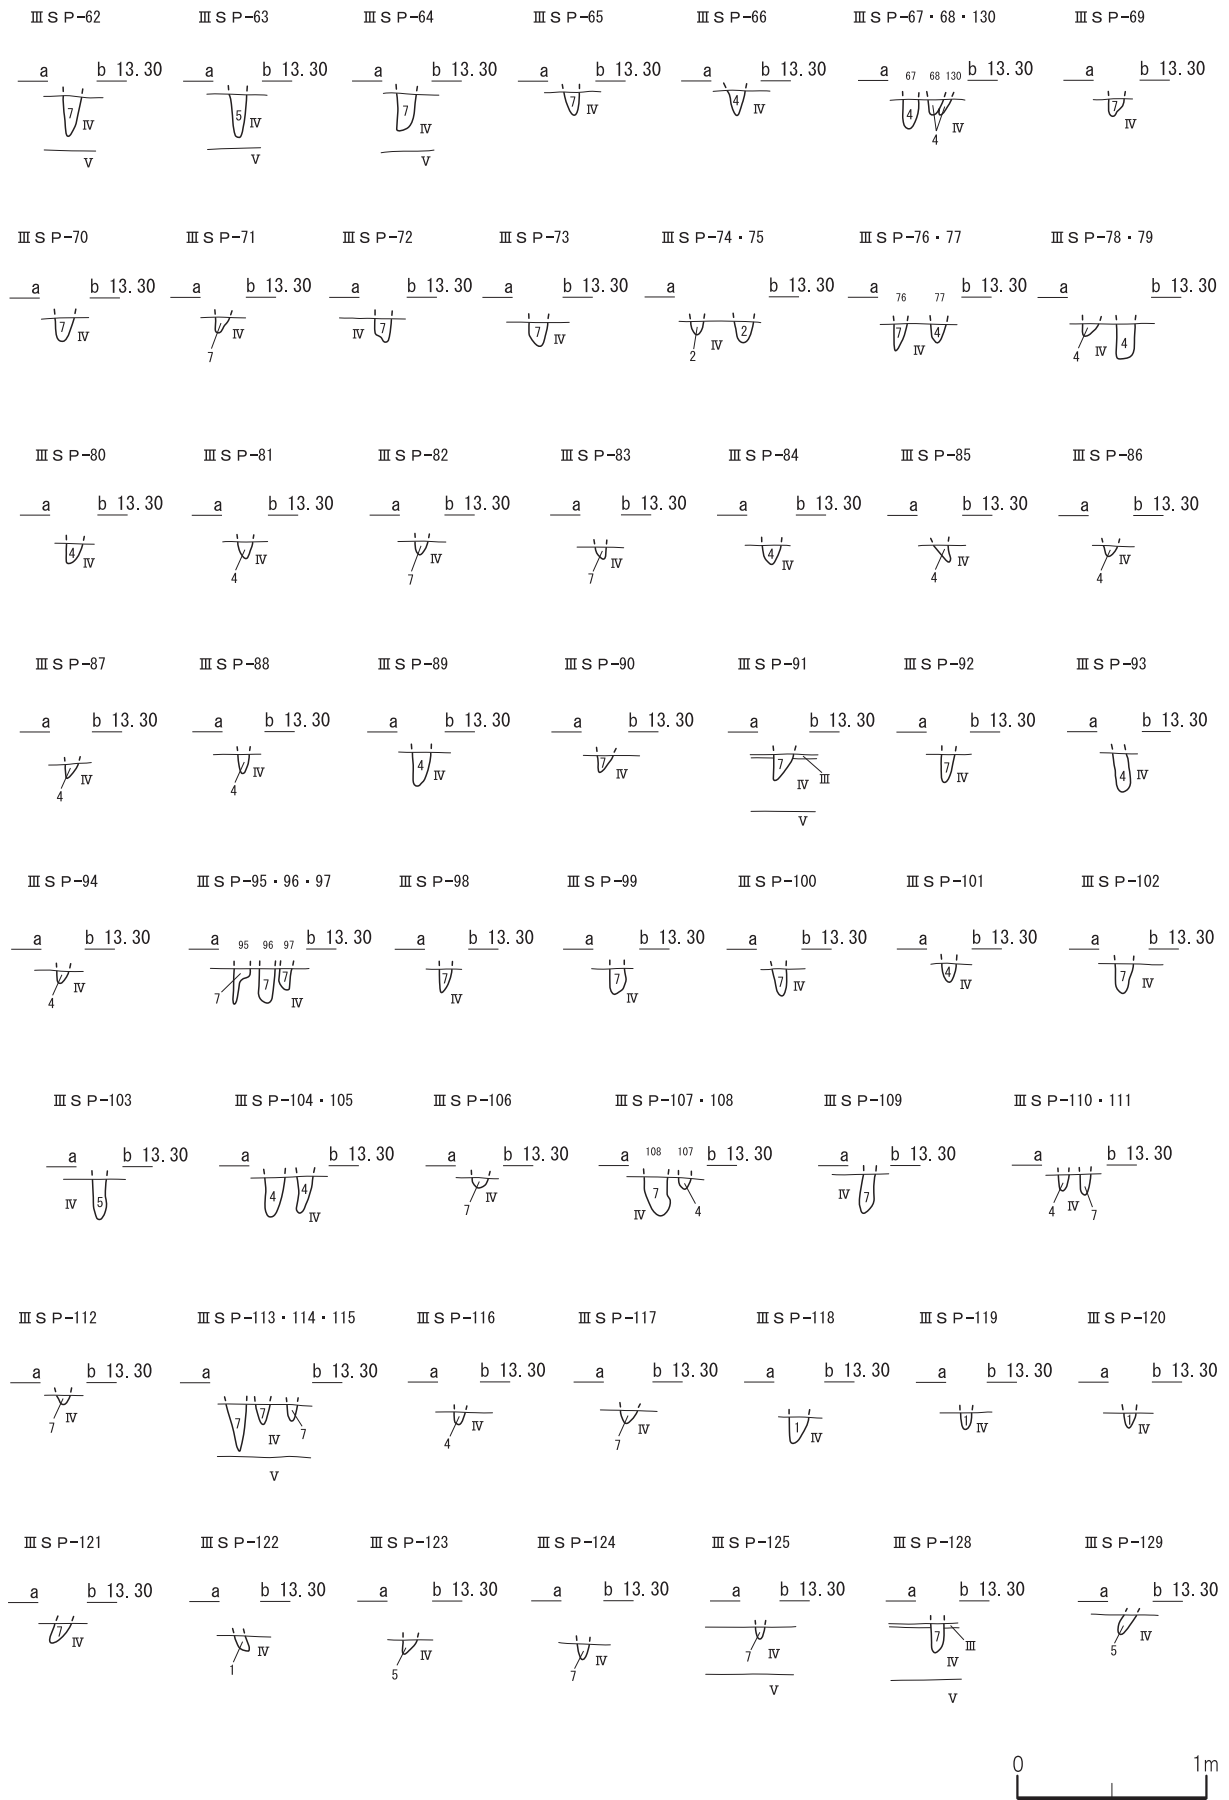 ⅢSP-62 ⅢSP-63 ⅢSP-64 ⅢSP-65 ⅢSP-66 ⅢSP-67・68・130 ⅢSP-69
a b 13.30 a b 13.30 a b 13.30 a b 13.30 a b 13.30 a 67 68 130 b 13.30 a b 13.30
7 Ⅳ 5 Ⅳ 7 Ⅳ 7 Ⅳ 4 Ⅳ 4 Ⅳ 7 Ⅳ
4
Ⅴ Ⅴ Ⅴ
ⅢSP-70 ⅢSP-71 ⅢSP-72 ⅢSP-73 ⅢSP-74・75 ⅢSP-76・77 ⅢSP-78・79
a b 13.30 a b 13.30 a b 13.30 a b 13.30 a b 13.30 a b 13.30 a b 13.30
76 77
7 Ⅳ Ⅳ Ⅳ 7 7 Ⅳ Ⅳ 2 7 4 Ⅳ Ⅳ 4
7 2 4
ⅢSP-80 ⅢSP-81 ⅢSP-82 ⅢSP-83 ⅢSP-84 ⅢSP-85 ⅢSP-86
a b 13.30 a b 13.30 a b 13.30 a b 13.30 a b 13.30 a b 13.30 a b 13.30
4 Ⅳ Ⅳ Ⅳ Ⅳ 4 Ⅳ Ⅳ Ⅳ
4 7 7 4 4
ⅢSP-87 ⅢSP-88 ⅢSP-89 ⅢSP-90 ⅢSP-91 ⅢSP-92 ⅢSP-93
a b 13.30 a b 13.30 a b 13.30 a b 13.30 a b 13.30 a b 13.30 a b 13.30
Ⅳ Ⅳ 4 Ⅳ 7 Ⅳ 7 Ⅳ Ⅲ 7 Ⅳ 4 Ⅳ
4 4
Ⅴ
ⅢSP-94 ⅢSP-95・96・97 ⅢSP-98 ⅢSP-99 ⅢSP-100 ⅢSP-101 ⅢSP-102
a b 13.30 a 95 96 97 b 13.30 a b 13.30 a b 13.30 a b 13.30 a b 13.30 a b 13.30
Ⅳ 7 7 7 Ⅳ 7 Ⅳ 7 Ⅳ 4 Ⅳ 7 Ⅳ
4 7 Ⅳ
ⅢSP-103 ⅢSP-104・105 ⅢSP-106 ⅢSP-107・108 ⅢSP-109 ⅢSP-110・111
a b 13.30 a b 13.30 a b 13.30 a 108 107 b 13.30 a b 13.30 a b 13.30
Ⅳ 5 4 4 Ⅳ Ⅳ 7 Ⅳ 7 Ⅳ
7 Ⅳ 4 4 Ⅳ 7
ⅢSP-112 ⅢSP-113・114・115 ⅢSP-116 ⅢSP-117 ⅢSP-118 ⅢSP-119 ⅢSP-120
a b 13.30 a b 13.30 a b 13.30 a b 13.30 a b 13.30 a b 13.30 a b 13.30
Ⅳ 7 7 Ⅳ Ⅳ Ⅳ 1 Ⅳ 1 Ⅳ 1 Ⅳ
7 7 4 7
Ⅴ
ⅢSP-121 ⅢSP-122 ⅢSP-123 ⅢSP-124 ⅢSP-125 ⅢSP-128 ⅢSP-129
a b 13.30 a b 13.30 a b 13.30 a b 13.30 a b 13.30 a b 13.30 a b 13.30
7 Ⅳ Ⅳ Ⅳ Ⅳ Ⅳ 7 Ⅳ Ⅲ Ⅳ
1 5 7 7 5
Ⅴ Ⅴ
0 1m